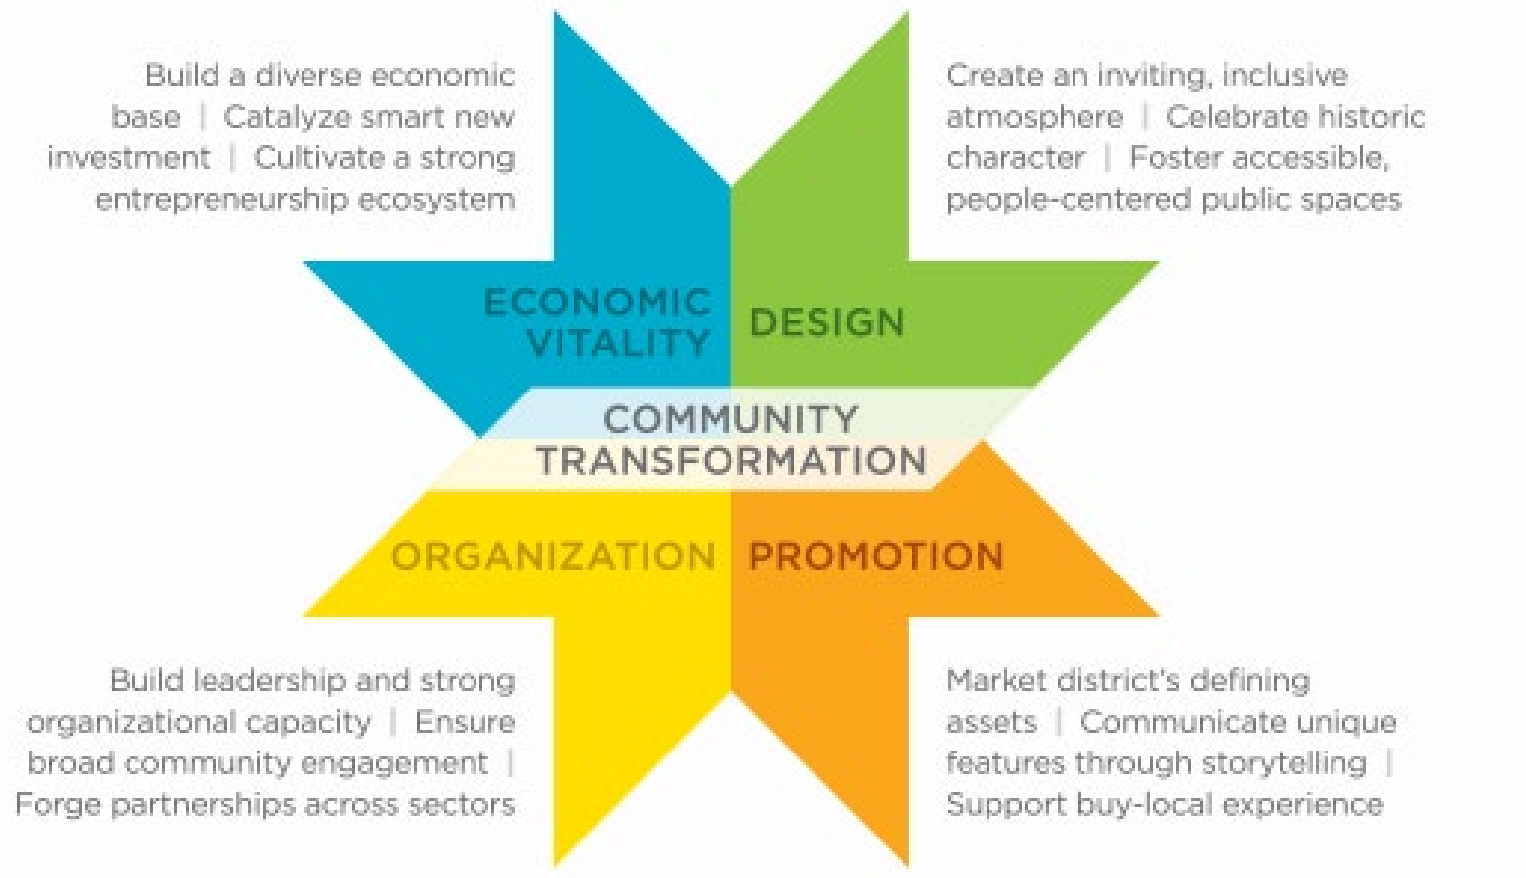 Build a diverse economic
base | Catalyze smart new
investment | Cultivate a strong
entrepreneurship ecosystem
Create an inviting, inclusive
atmosphere | Celebrate historic
character | Foster accessible,
people-centered public spaces
ECONOMIC
VITALITY
DESIGN
COMMUNITY
TRANSFORMATION
ORGANIZATION
PROMOTION
Build leadership and strong
organizational capacity | Ensure
broad community engagement |
Forge partnerships across sectors
Market district's defining
assets | Communicate unique
features through storytelling |
Support buy-local experience